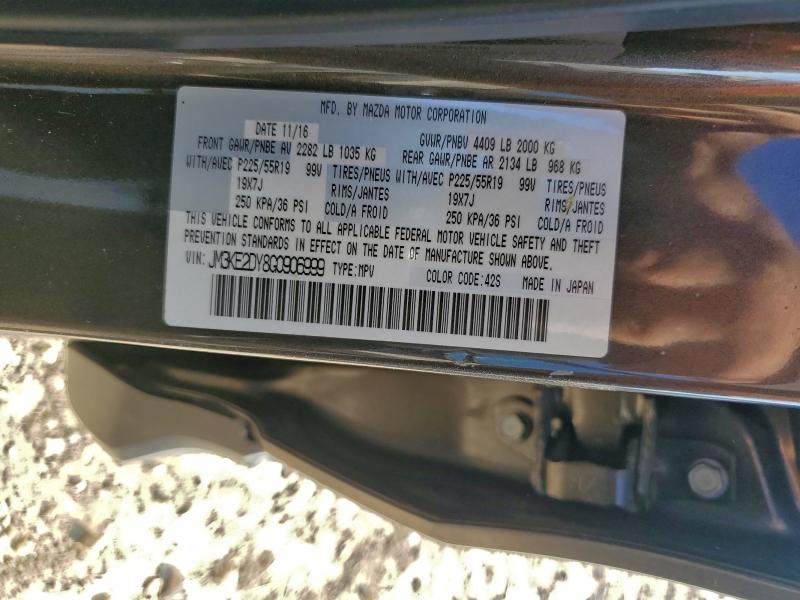 MFD. BY MAZDA MOTOR CORPORATION
DATE 11/16 GVWR/PNBV 4409 LB 2000 KG
FRONT GAWR/PNBE AV 2282 LB 1035 KG REAR GAWR/PNBE AR 2134 LB 968 KG
WITH/AVEC P225/55R19 99V TIRES/PNEUS WITH/AVEC P225/55R19 99V TIRES/PNEUS
19X7J RIMS/JANTES 19X7J RIMS/JANTES
250 KPA/36 PSI COLD/A FROID 250 KPA/36 PSI COLD/A FROID
THIS VEHICLE CONFORMS TO ALL APPLICABLE FEDERAL MOTOR VEHICLE SAFETY AND THEFT
PREVENTION STANDARDS IN EFFECT ON THE DATE OF MANUFACTURE SHOWN ABOVE.
VIN: JM3KE2DY8G0906999 TYPE:MPV COLOR CODE:42S MADE IN JAPAN